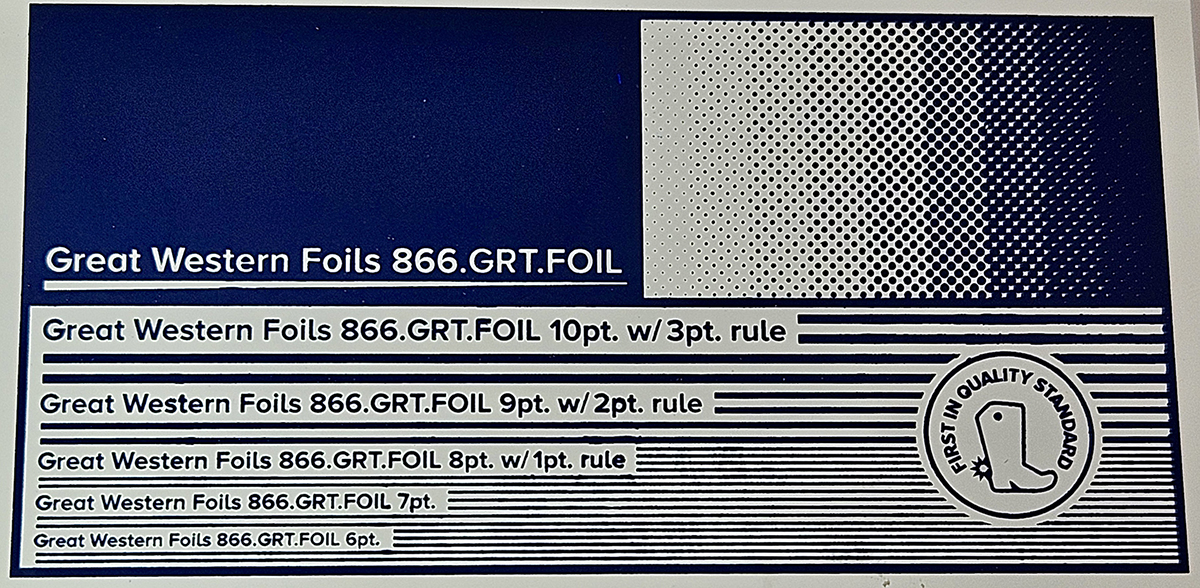 Great Western Foils 866.GRT.FOIL
Great Western Foils 866.GRT.FOIL 10pt. w/ 3pt. rule
Great Western Foils 866.GRT.FOIL 9pt. w/ 2pt. rule
FIRST IN QUALITY STANDARD
Great Western Foils 866.GRT.FOIL 8pt. w/ 1pt. rule
Great Western Foils 866.GRT.FOIL 7pt.
Great Western Foils 866.GRT.FOIL 6pt.